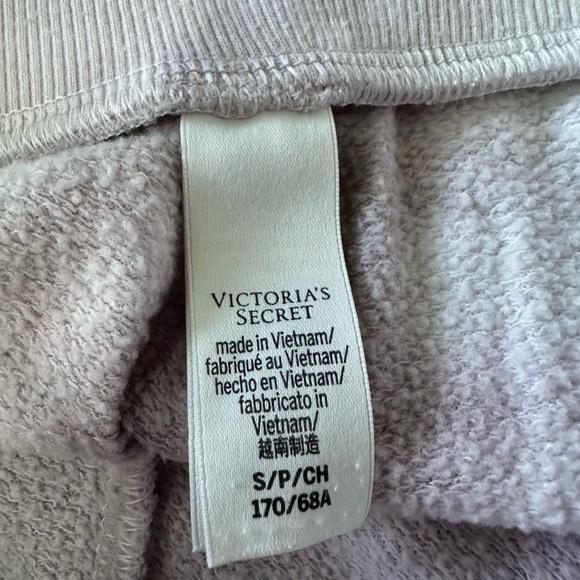 VICTORIA'S
SECRET
made in Vietnam/
fabriqué au Vietnam/
hecho en Vietnam/
fabbricato in
Vietnam/
越南制造
S/P/CH
170/68A